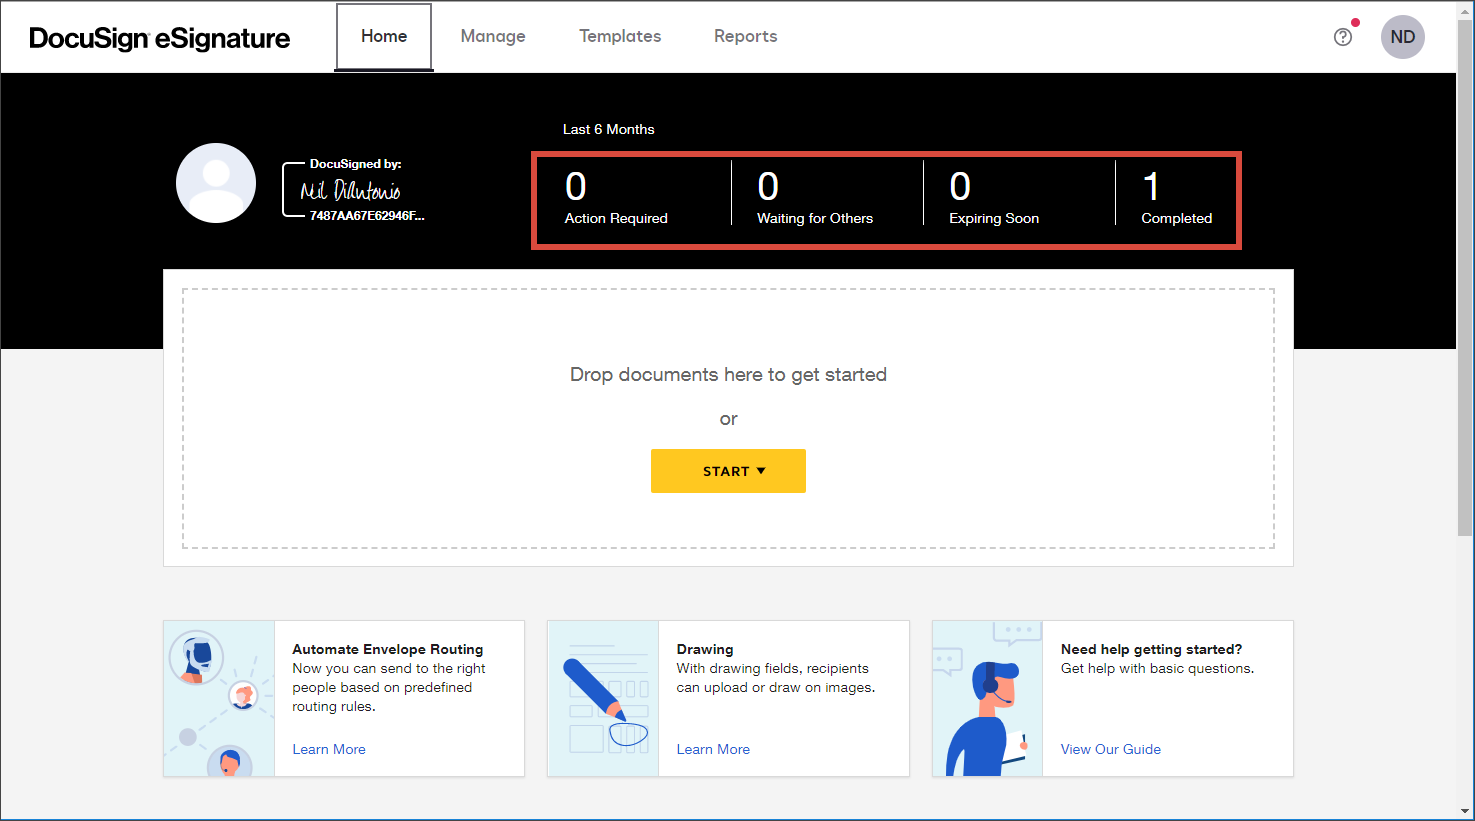 DocuSign eSignature
Home
Manage
Templates
Reports
ND
Last 6 Months
DocuSigned by:
Nil DiAntonio
7487AA67E62946F...
0
Action Required
0
Waiting for Others
0
Expiring Soon
1
Completed
Drop documents here to get started
or
START
Automate Envelope Routing
Now you can send to the right
people based on predefined
routing rules.
Learn More
Drawing
With drawing fields, recipients
can upload or draw on images.
Learn More
Need help getting started?
Get help with basic questions.
View Our Guide